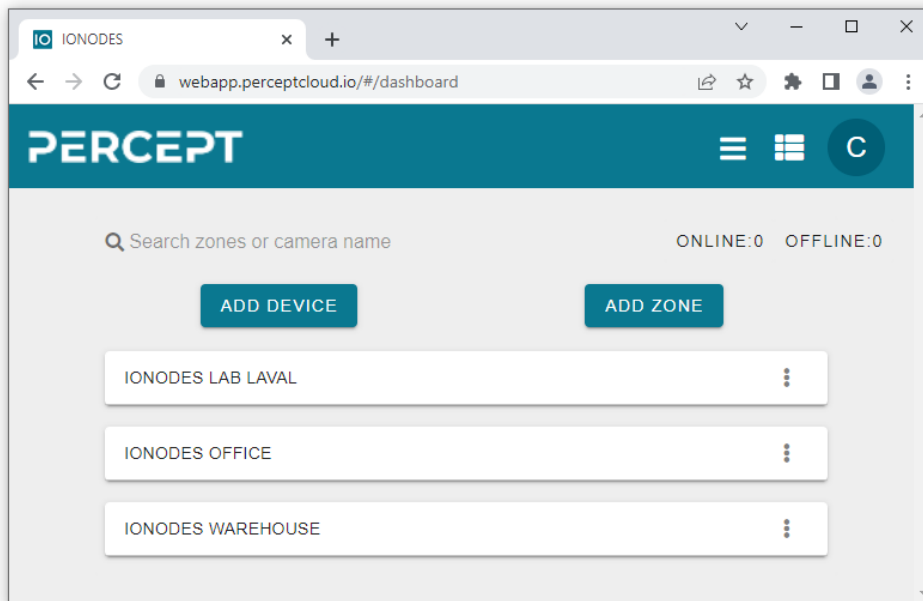 IO IONODES
webapp.perceptcloud.io/#/dashboard
PERCEPT
C
Search zones or camera name
ONLINE:0 OFFLINE:0
ADD DEVICE
ADD ZONE
IONODES LAB LAVAL
IONODES OFFICE
IONODES WAREHOUSE